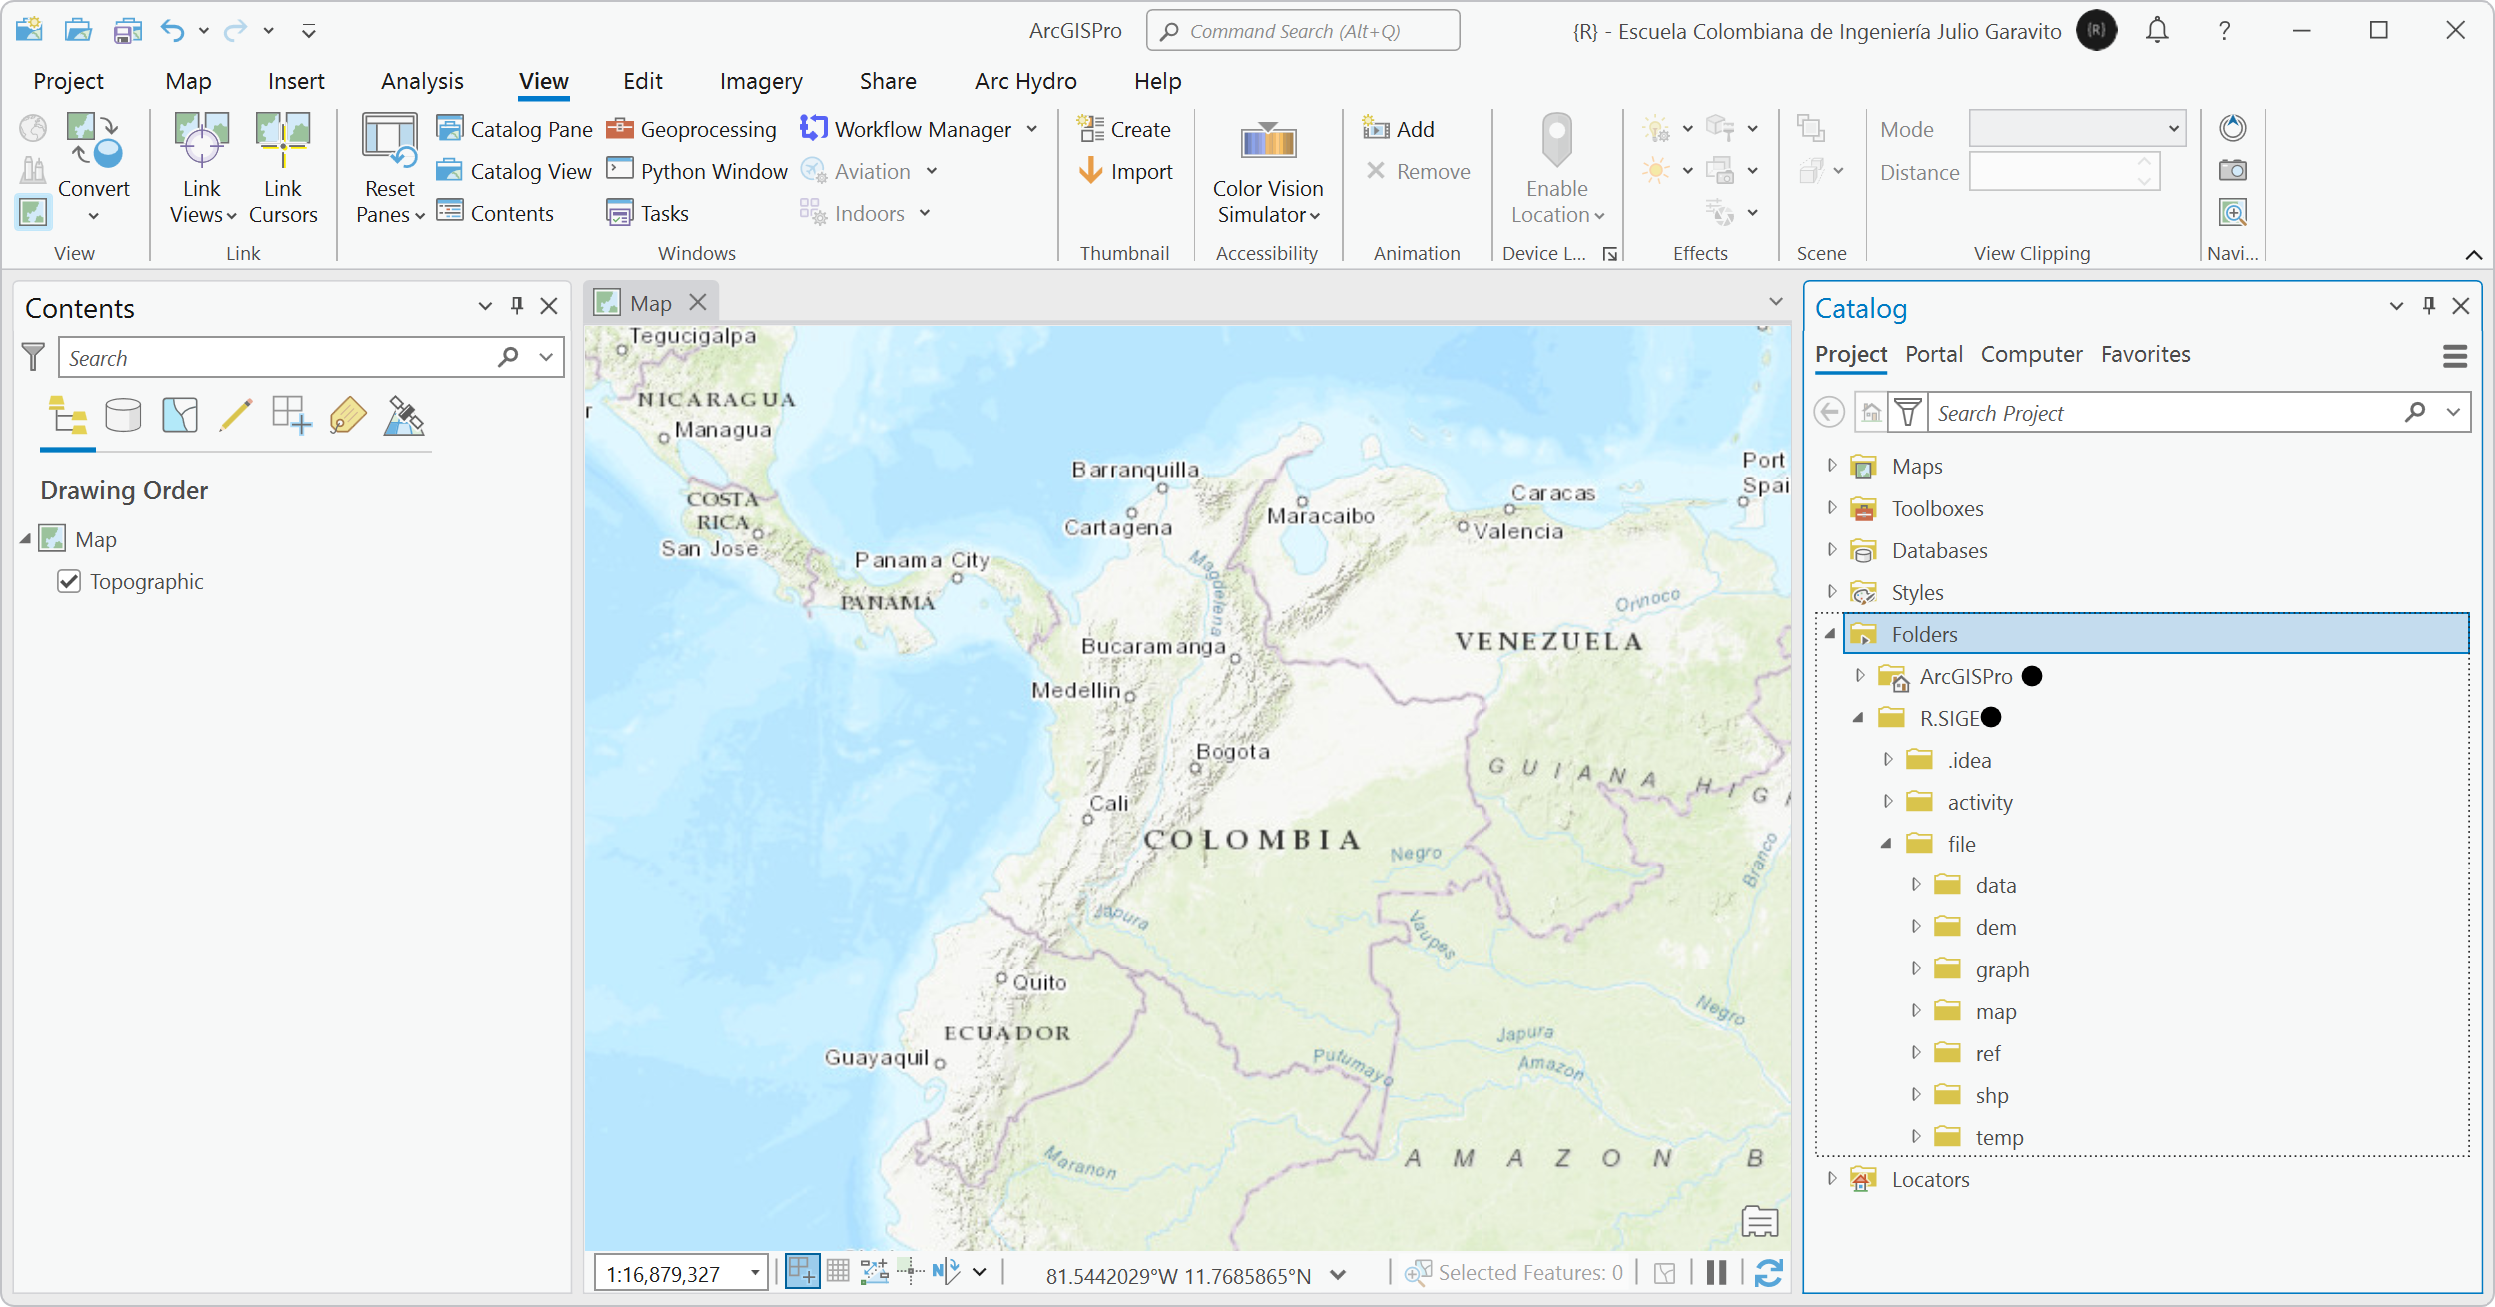 ArcGISPro
Command Search (Alt+Q)
{R} - Escuela Colombiana de Ingeniería Julio Garavito
{R}
?
Project Map Insert Analysis View Edit Imagery Share Arc Hydro Help
Convert
View
Link Views
Link Cursors
Link
Reset Panes
Catalog Pane
Catalog View
Contents
Geoprocessing
Python Window
Tasks
Workflow Manager
Aviation
Indoors
Windows
Create
Import
Thumbnail
Color Vision Simulator
Accessibility
Add
Remove
Animation
Enable Location
Device L...
Effects
Scene
Mode
Distance
View Clipping
Navi...
Contents
Search
Drawing Order
Map
Topographic
Map
Tegucigalpa
NICARAGUA
r
Managua
COSTA
RICA
San Jose
Panama City
PANAMÁ
Barranquilla
Cartagena
Maracaibo
Caracas
Valencia
Port
Spai
Magdelena
Orinoco
Bucaramanga
VENEZUELA
Medellin
Bogota
GUIANA HIG
Cali
COLOMBIA
Negro
Branco
Japura
Vaupes
Quito
Negro
ECUADOR
Japura
Guayaquil
Putumayo
Amazon
Maranon
AMAZON B
1:16,879,327
N
81.5442029°W 11.7685865°N
Selected Features: 0
Catalog
Project Portal Computer Favorites
Search Project
Maps
Toolboxes
Databases
Styles
Folders
ArcGISPro
R.SIGE
.idea
activity
file
data
dem
graph
map
ref
shp
temp
Locators